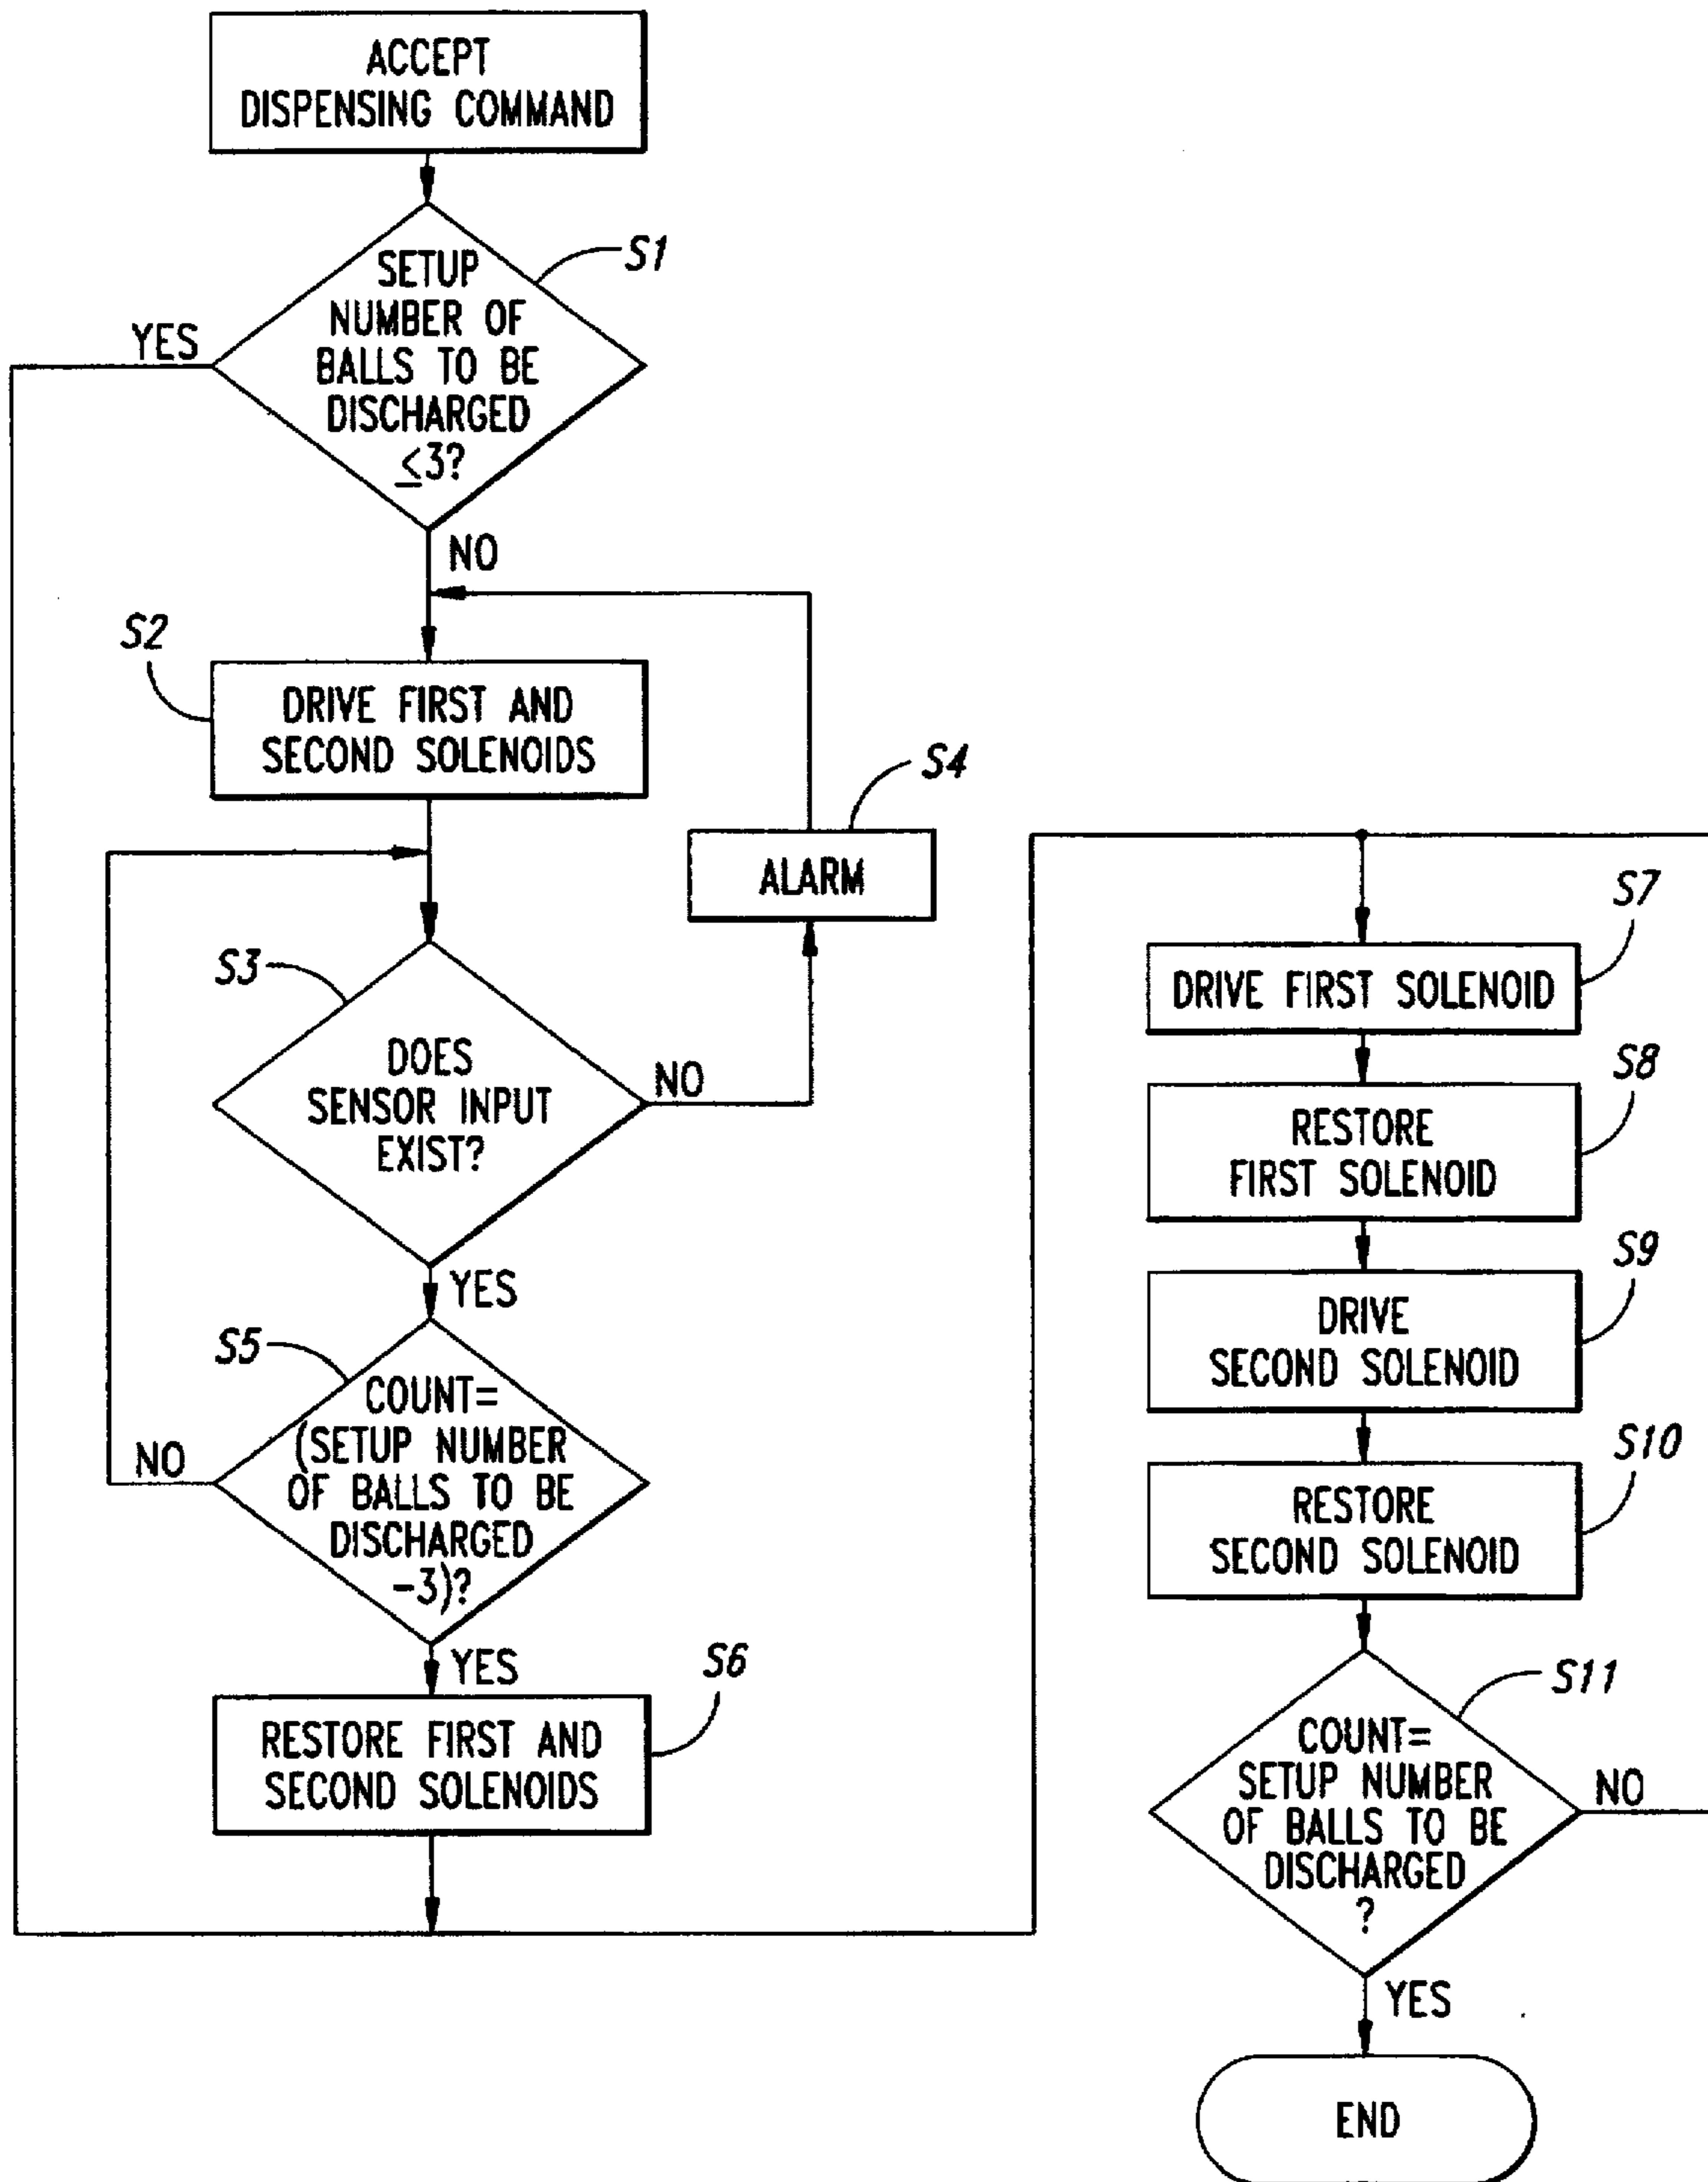 ACCEPT
DISPENSING COMMAND
SETUP
NUMBER OF
BALLS TO BE
DISCHARGED
≤3?
S1
YES
NO
S2
DRIVE FIRST AND
SECOND SOLENOIDS
S4
ALARM
S3
DOES
SENSOR INPUT
EXIST?
NO
YES
S5
COUNT=
(SETUP NUMBER
OF BALLS TO BE
DISCHARGED
-3)?
NO
YES
S6
RESTORE FIRST AND
SECOND SOLENOIDS
S7
DRIVE FIRST SOLENOID
S8
RESTORE
FIRST SOLENOID
S9
DRIVE
SECOND SOLENOID
S10
RESTORE
SECOND SOLENOID
S11
COUNT=
SETUP NUMBER
OF BALLS TO BE
DISCHARGED
?
NO
YES
END